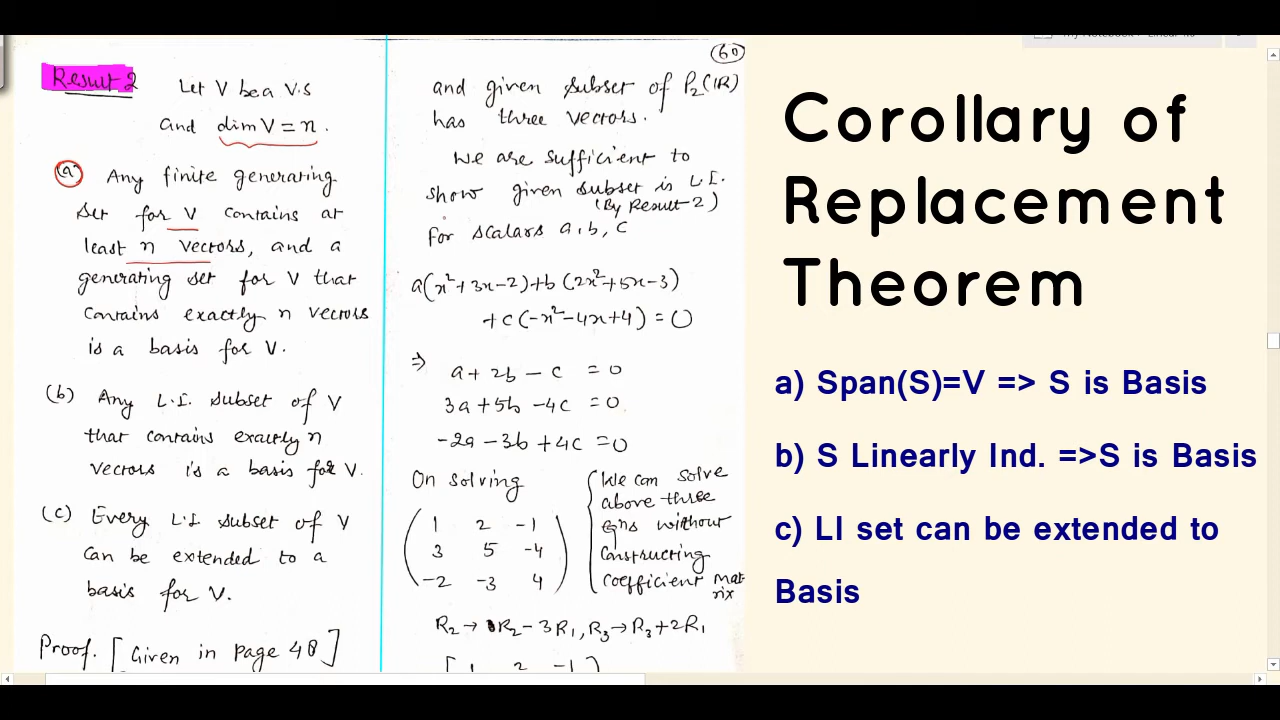 Result 2 Let V be a V.S
and dim V = n.
(a) Any finite generating
set for V contains at
least n vectors, and a
generating set for V that
contains exactly n vectors
is a basis for V.
(b) Any L.I. subset of V
that contains exactly n
vectors is a basis for V.
(c) Every L.I subset of V
can be extended to a
basis for V.
Proof. [Given in page 48]
60
and given subset of P₂(IR)
has three vectors.
We are sufficient to
show given subset is L.I.
(By Result 2)
For scalars a, b, c
a(x²+3x-2)+b(2x²+5x-3)
+c(-x²-4x+4)=0
⇒
a+2b-c=0
3a+5b-4c=0
-2a-3b+4c=0
On solving
1 2 -1
3 5 -4
-2 -3 4
We can solve
above three
eqns without
constructing
coefficient mat
rix
R₂→R₂-3R₁, R₃→R₃+2R₁
1 2 -1
Corollary of
Replacement
Theorem
a) Span(S)=V => S is Basis
b) S Linearly Ind. =>S is Basis
c) LI set can be extended to
Basis